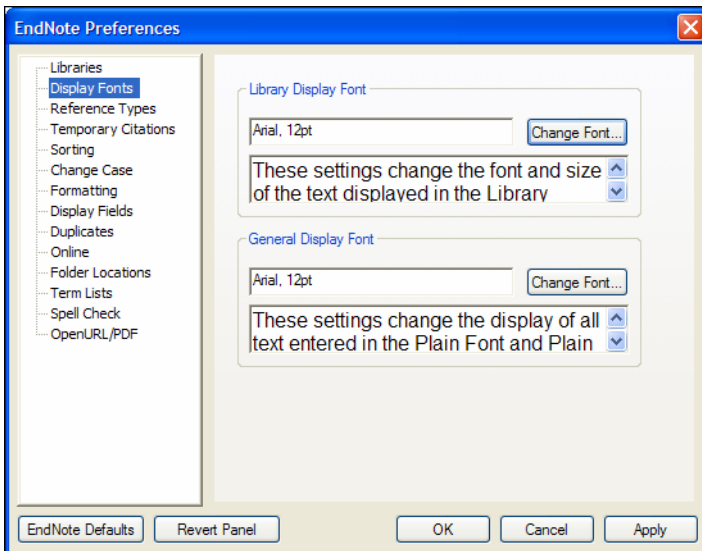 EndNote Preferences
Libraries
Display Fonts
Reference Types
Temporary Citations
Sorting
Change Case
Formatting
Display Fields
Duplicates
Online
Folder Locations
Term Lists
Spell Check
OpenURL/PDF
Library Display Font
Arial, 12pt
Change Font...
These settings change the font and size
of the text displayed in the Library
General Display Font
Arial, 12pt
Change Font...
These settings change the display of all
text entered in the Plain Font and Plain
EndNote Defaults
Revert Panel
OK
Cancel
Apply